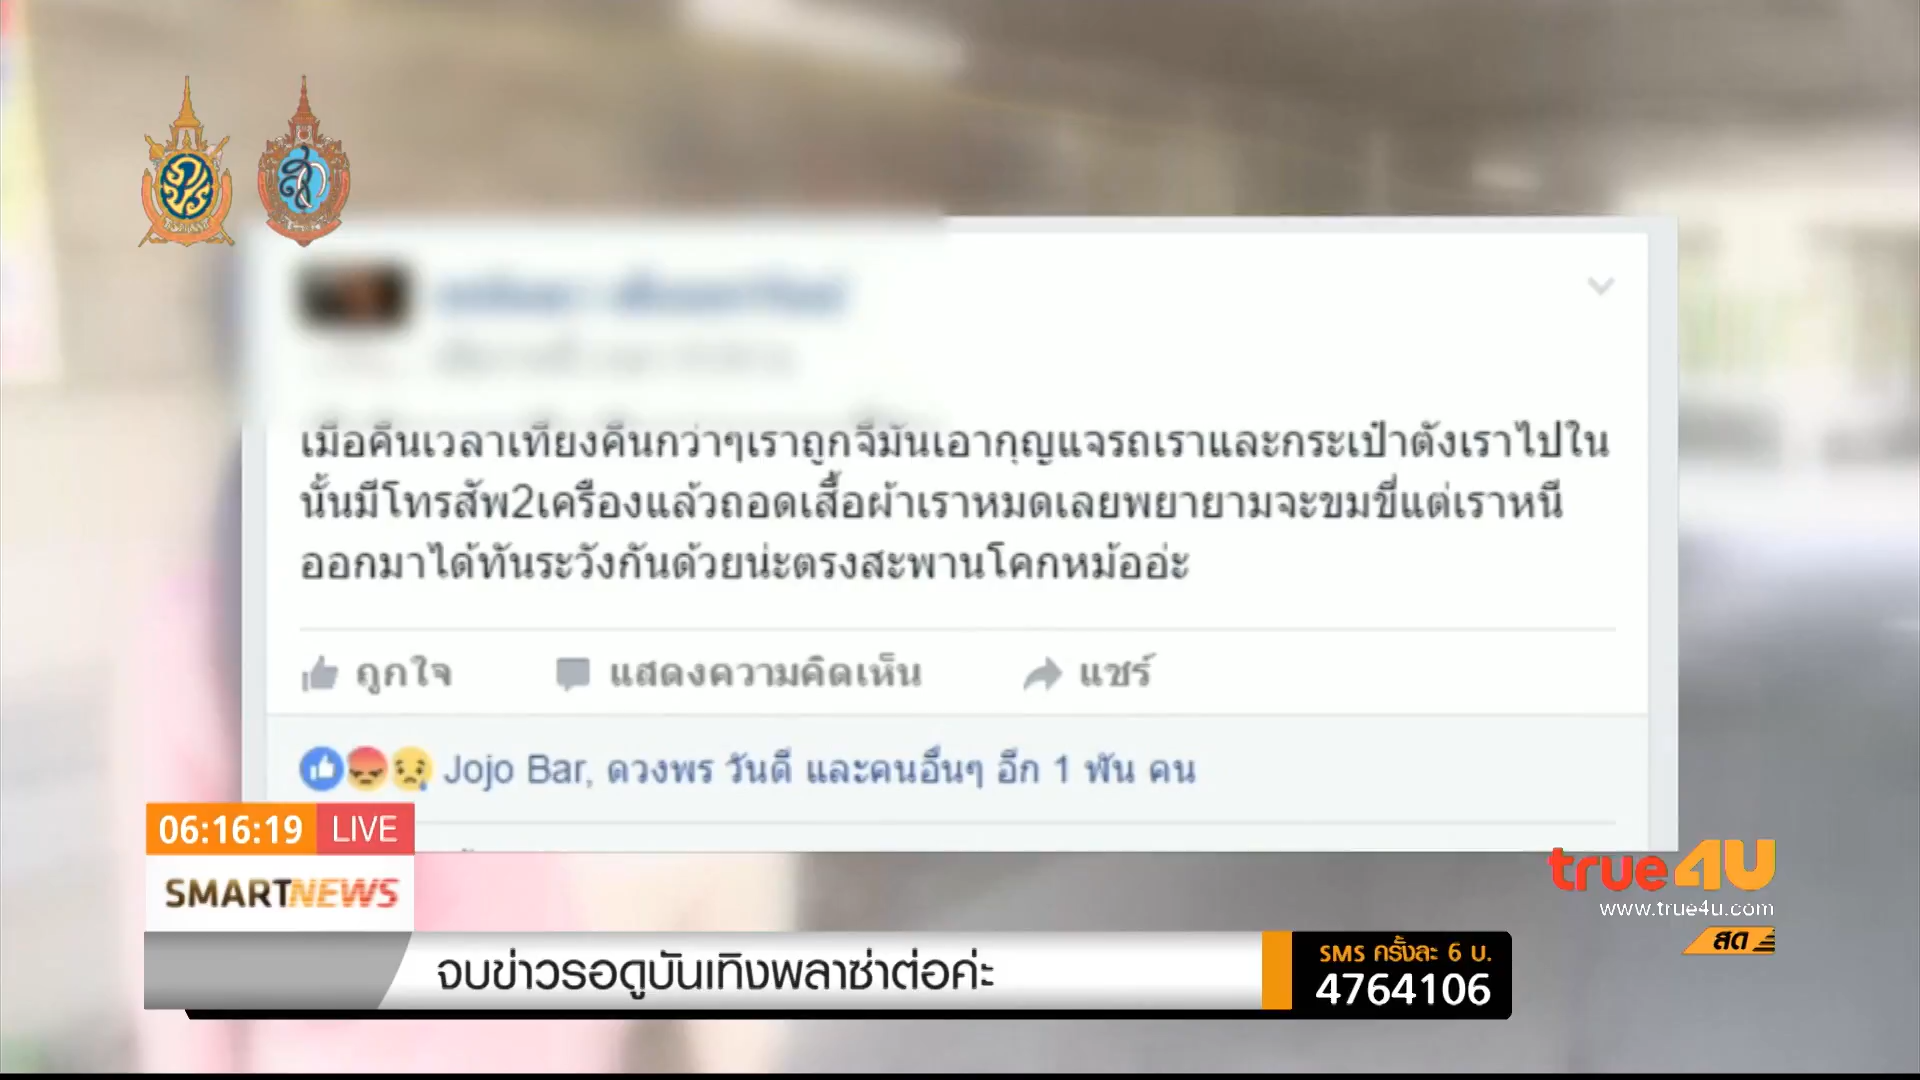 เมื่อคืนเวลาเที่ยงคืนกว่าๆเราถูกจี้มันเอากุญแจรถเราและกระเป๋าตังเราไปใน
นั้นมีโทรสัพ2เครื่องแล้วถอดเสื้อผ้าเราหมดเลยพยายามจะขมขี่แต่เราหนี
ออกมาได้ทันระวังกันด้วยน่ะตรงสะพานโคกหม้ออ่ะ
ถูกใจ แสดงความคิดเห็น แชร์
Jojo Bar, ดวงพร วันดี และคนอื่นๆ อีก 1 พัน คน
06:16:19 LIVE
SMARTNEWS
true4U
www.true4u.com
สด
จบข่าวรอดูบันเทิงพลาซ่าต่อค่ะ
SMS ครั้งละ 6 บ.
4764106